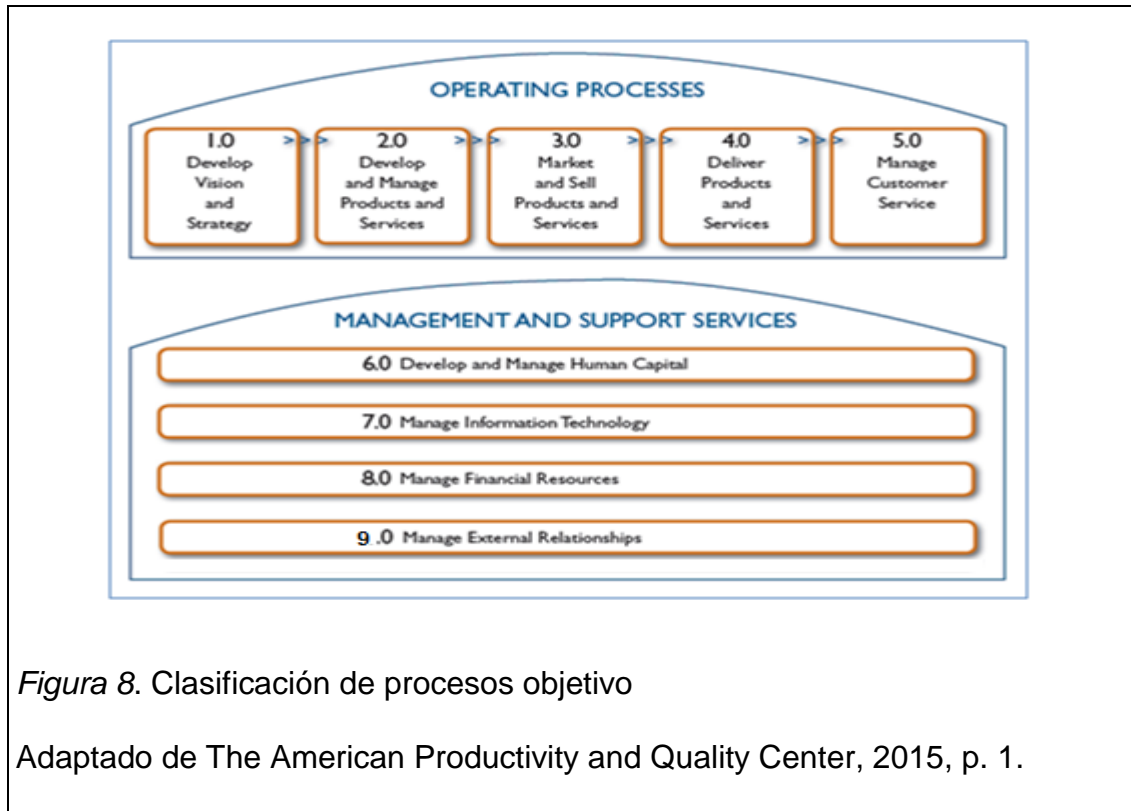 OPERATING PROCESSES
1.0 >>>
Develop
Vision
and
Strategy
2.0 >>>
Develop
and Manage
Products and
Services
3.0 >>>
Market
and Sell
Products and
Services
4.0 >>>
Deliver
Products
and
Services
5.0
Manage
Customer
Service
MANAGEMENT AND SUPPORT SERVICES
6.0 Develop and Manage Human Capital
7.0 Manage Information Technology
8.0 Manage Financial Resources
9.0 Manage External Relationships
Figura 8. Clasificación de procesos objetivo
Adaptado de The American Productivity and Quality Center, 2015, p. 1.